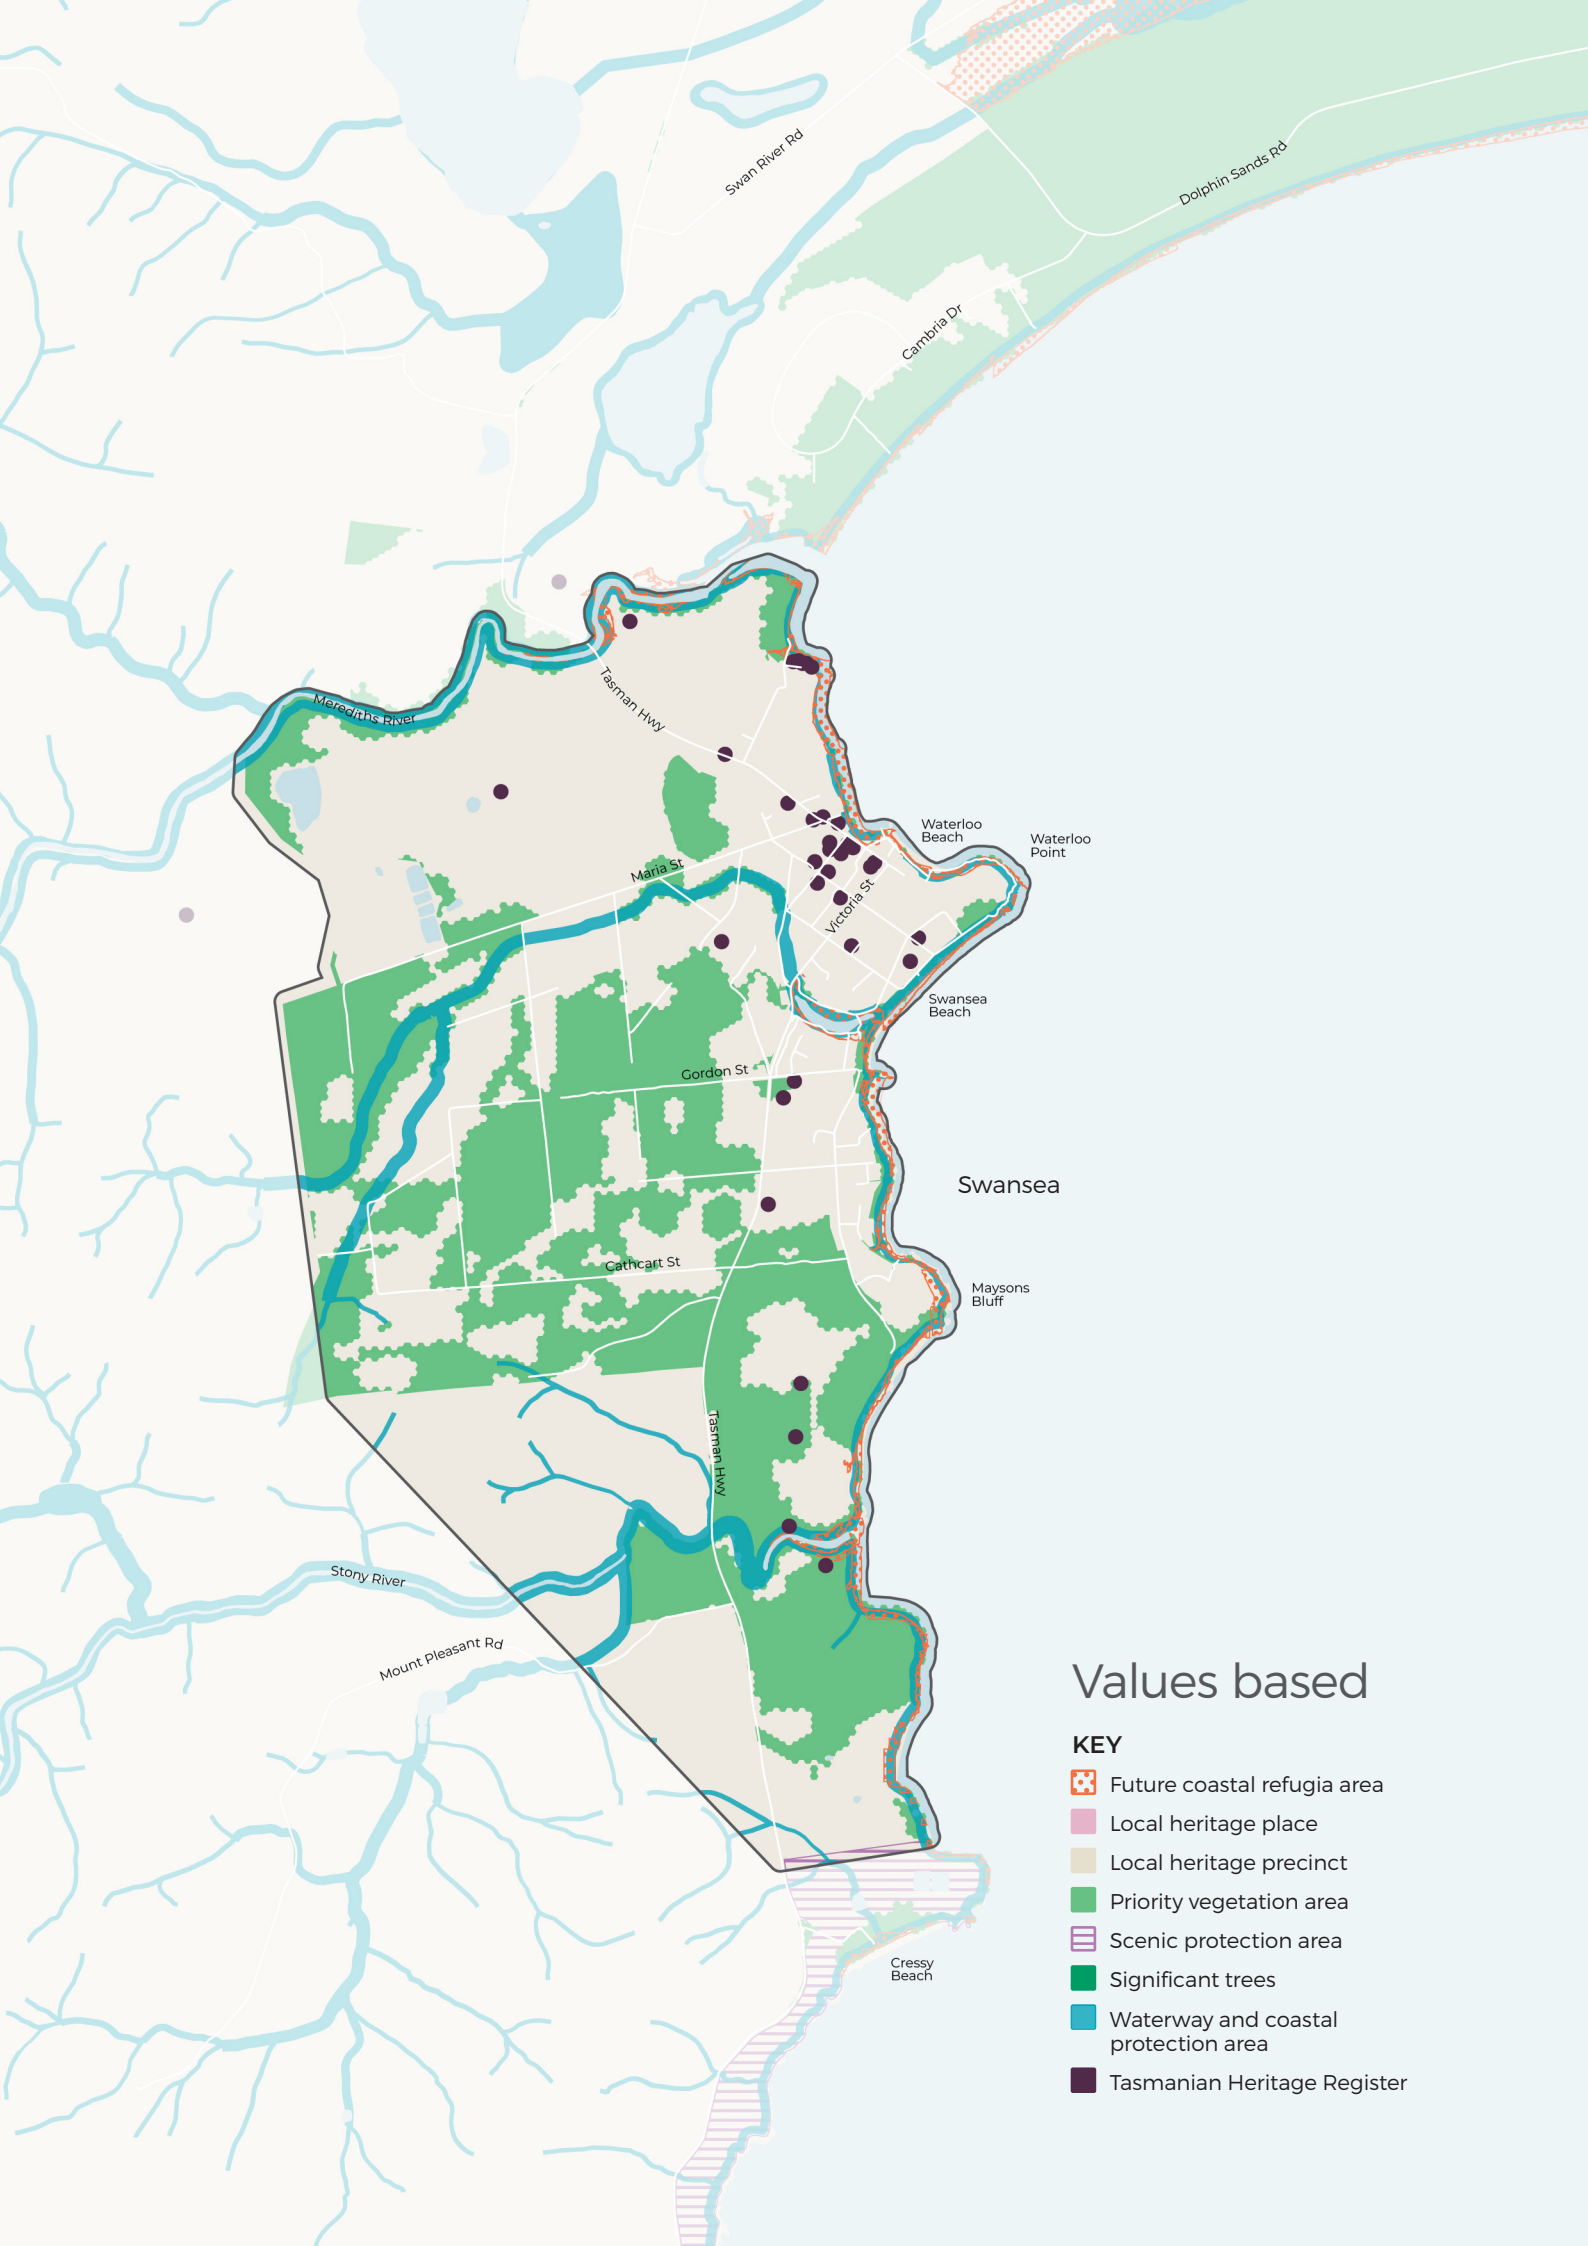 Swan River Rd
Dolphin Sands Rd
Cambria Dr
Merediths River
Tasman Hwy
Waterloo
Beach
Waterloo
Point
Maria St
Victoria St
Swansea
Beach
Gordon St
Swansea
Cathcart St
Maysons
Bluff
Tasman Hwy
Stony River
Mount Pleasant Rd
Cressy
Beach
Values based
KEY
Future coastal refugia area
Local heritage place
Local heritage precinct
Priority vegetation area
Scenic protection area
Significant trees
Waterway and coastal
protection area
Tasmanian Heritage Register